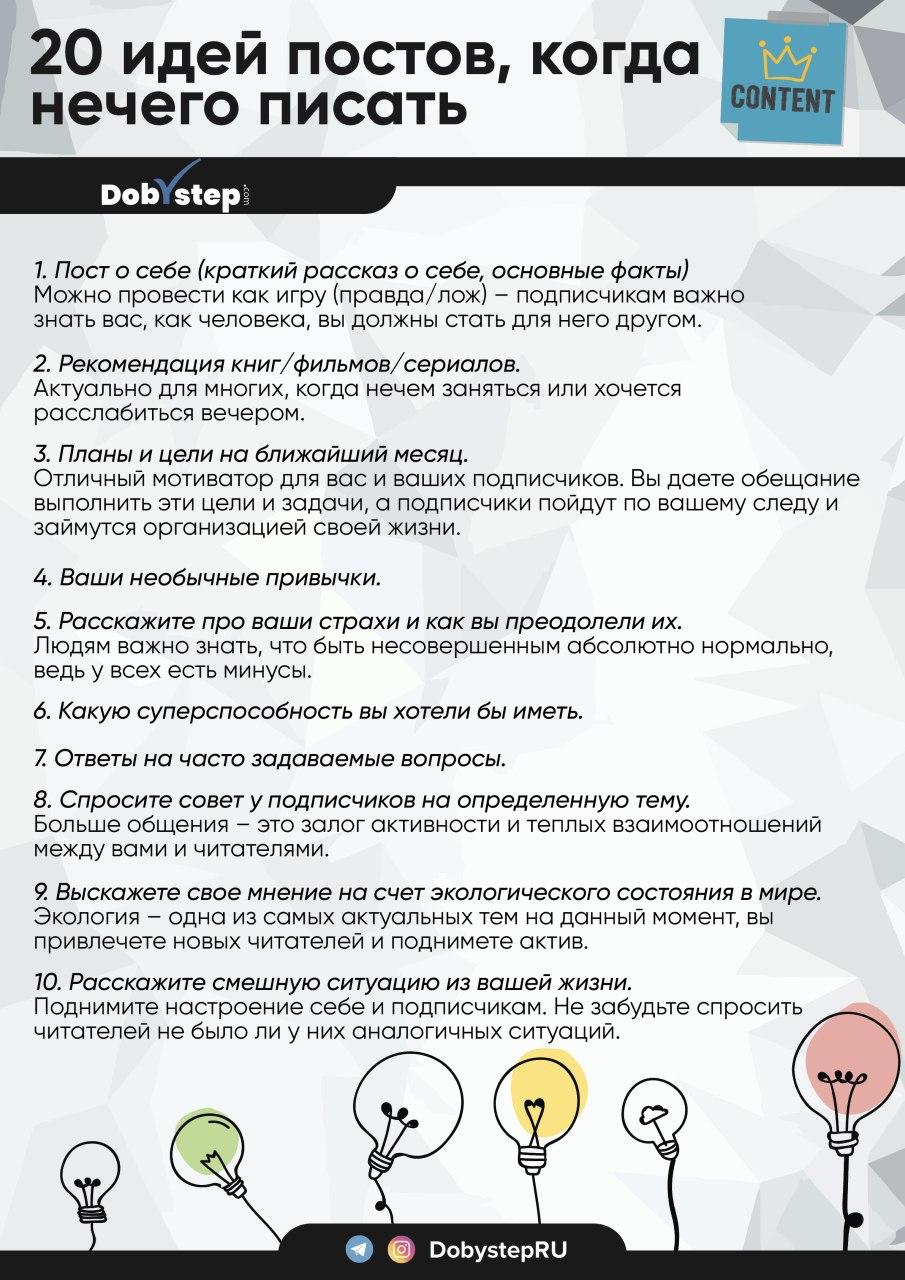 20 идей постов, когда
нечего писать
CONTENT
Dobystep.com
1. Пост о себе (краткий рассказ о себе, основные факты)
Можно провести как игру (правда/лож) – подписчикам важно
знать вас, как человека, вы должны стать для него другом.
2. Рекомендация книг/фильмов/сериалов.
Актуально для многих, когда нечем заняться или хочется
расслабиться вечером.
3. Планы и цели на ближайший месяц.
Отличный мотиватор для вас и ваших подписчиков. Вы даете обещание
выполнить эти цели и задачи, а подписчики пойдут по вашему следу и
займутся организацией своей жизни.
4. Ваши необычные привычки.
5. Расскажите про ваши страхи и как вы преодолели их.
Людям важно знать, что быть несовершенным абсолютно нормально,
ведь у всех есть минусы.
6. Какую суперспособность вы хотели бы иметь.
7. Ответы на часто задаваемые вопросы.
8. Спросите совет у подписчиков на определенную тему.
Больше общения – это залог активности и теплых взаимоотношений
между вами и читателями.
9. Выскажете свое мнение на счет экологического состояния в мире.
Экология – одна из самых актуальных тем на данный момент, вы
привлечете новых читателей и поднимете актив.
10. Расскажите смешную ситуацию из вашей жизни.
Поднимите настроение себе и подписчикам. Не забудьте спросить
читателей не было ли у них аналогичных ситуаций.
DobystepRU